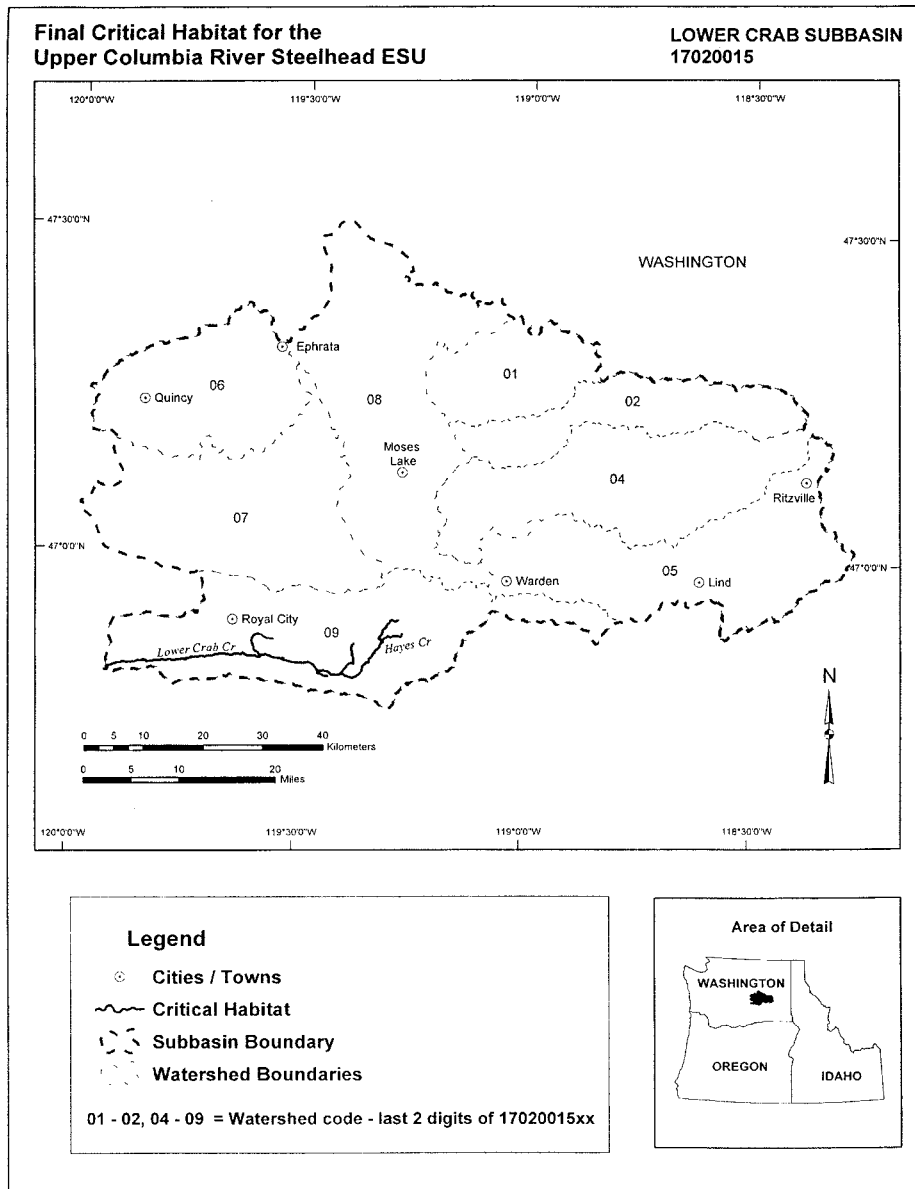 Final Critical Habitat for the
Upper Columbia River Steelhead ESU
LOWER CRAB SUBBASIN
17020015
120°0'0"W
119°30'0"W
119°0'0"W
118°30'0"W
47°30'0"N
47°30'0"N
WASHINGTON
Ephrata
01
06
08
02
Quincy
Moses
Lake
04
Ritzville
07
47°0'0"N
47°0'0"N
Warden
05
Lind
Royal City
09
Lower Crab Cr
Hayes Cr
N
0 5 10 20 30 40
Kilometers
0 5 10 20
Miles
120°0'0"W
119°30'0"W
119°0'0"W
118°30'0"W
Legend
Cities / Towns
Critical Habitat
Subbasin Boundary
Watershed Boundaries
01 - 02, 04 - 09 = Watershed code - last 2 digits of 17020015xx
Area of Detail
WASHINGTON
OREGON
IDAHO